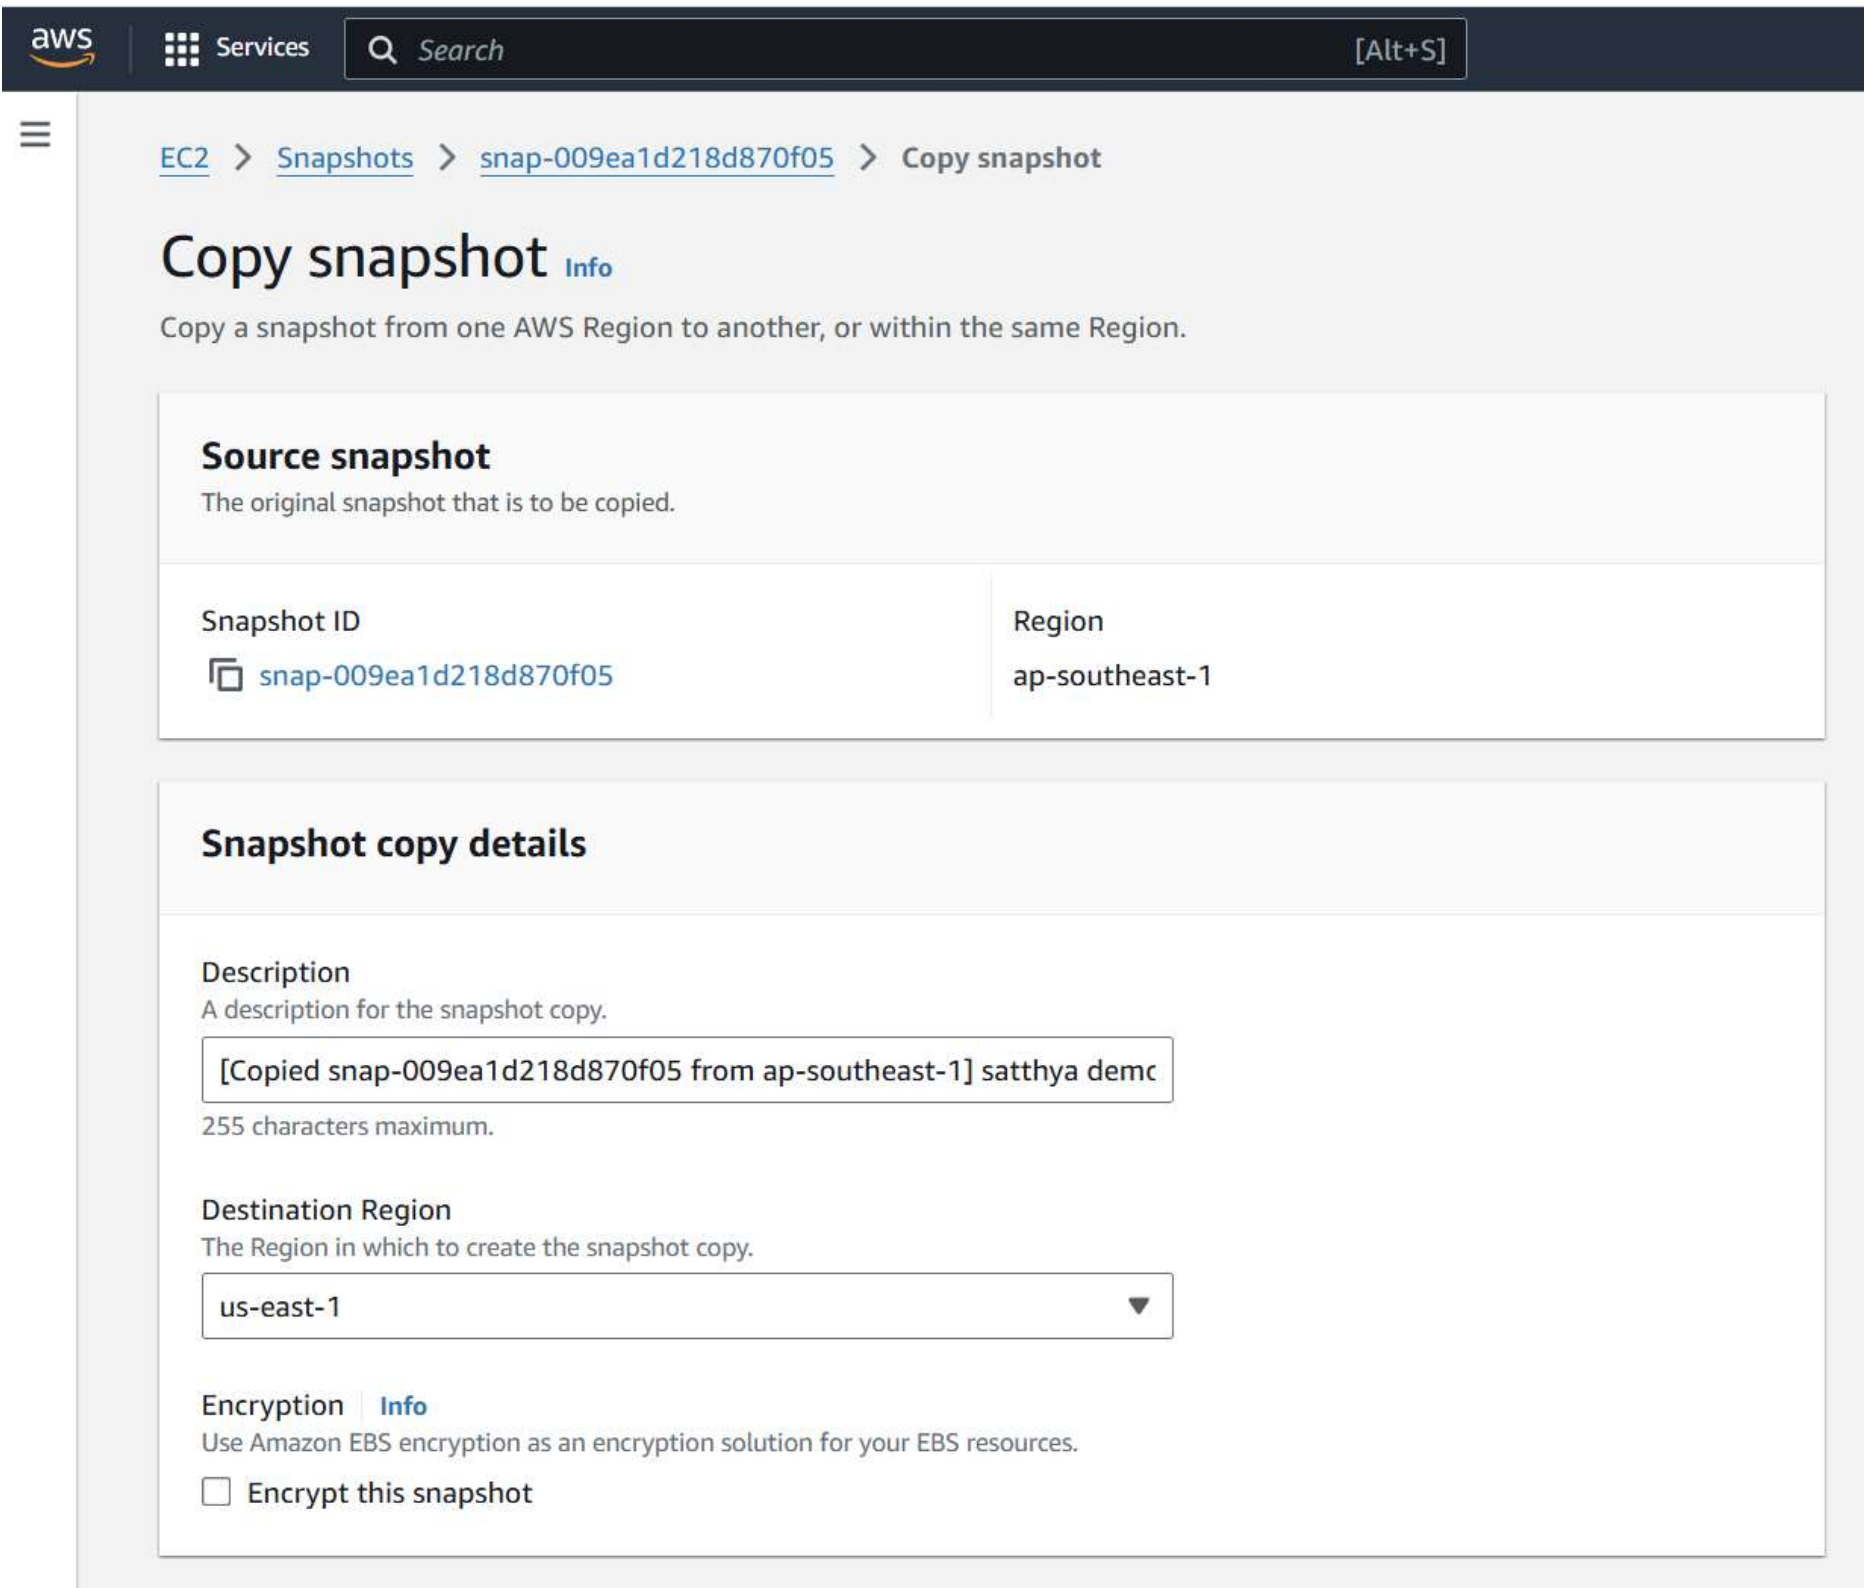 aws Services Search [Alt+S]
EC2 > Snapshots > snap-009ea1d218d870f05 > Copy snapshot
Copy snapshot Info
Copy a snapshot from one AWS Region to another, or within the same Region.
Source snapshot
The original snapshot that is to be copied.
Snapshot ID
snap-009ea1d218d870f05
Region
ap-southeast-1
Snapshot copy details
Description
A description for the snapshot copy.
[Copied snap-009ea1d218d870f05 from ap-southeast-1] satthya demo
255 characters maximum.
Destination Region
The Region in which to create the snapshot copy.
us-east-1
Encryption Info
Use Amazon EBS encryption as an encryption solution for your EBS resources.
Encrypt this snapshot